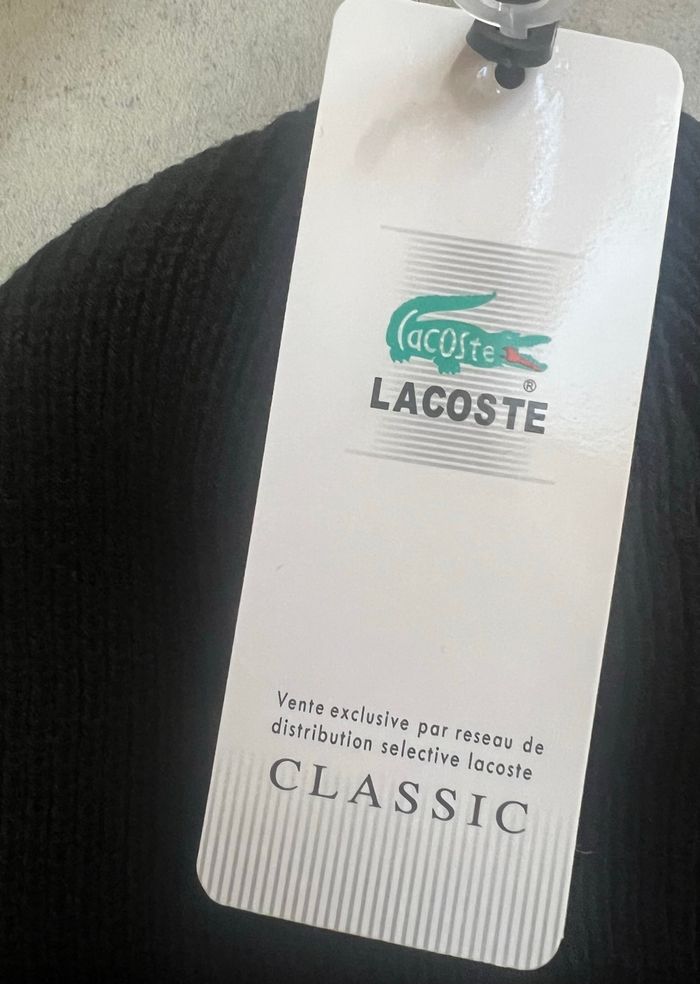 Lacoste
®
LACOSTE
Vente exclusive par reseau de
distribution selective lacoste
CLASSIC